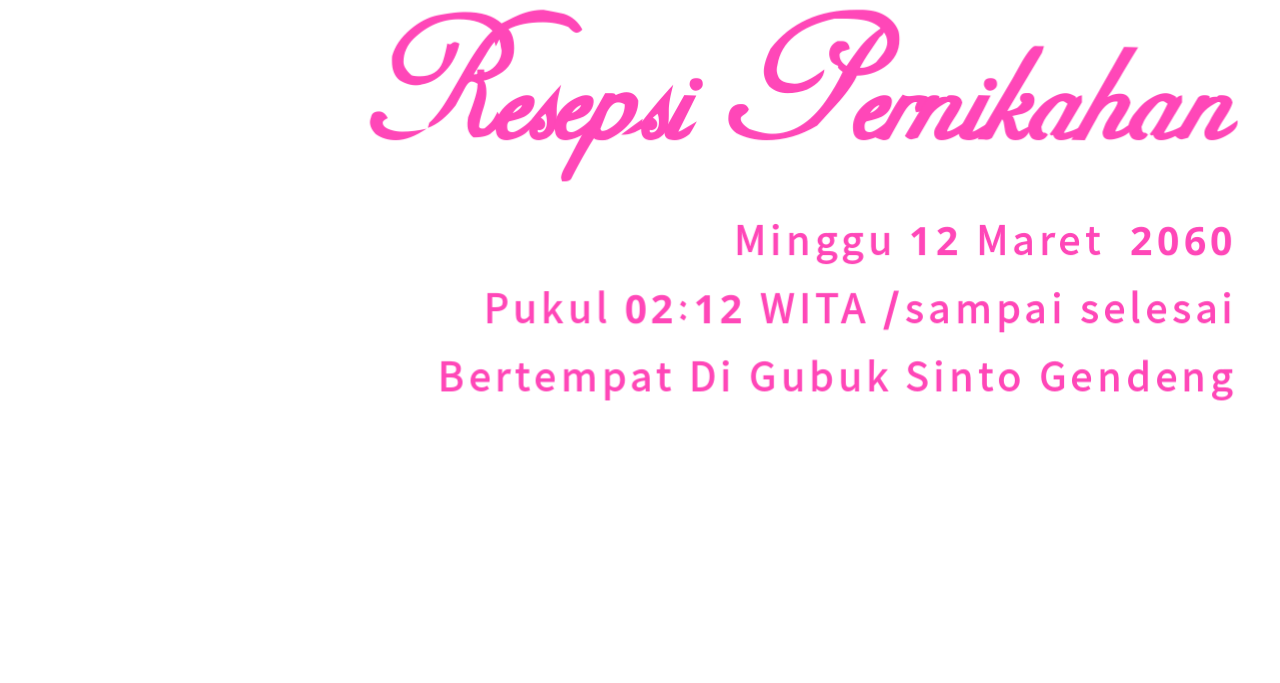 Resepsi Pernikahan
Minggu 12 Maret 2060
Pukul 02:12 WITA /sampai selesai
Bertempat Di Gubuk Sinto Gendeng